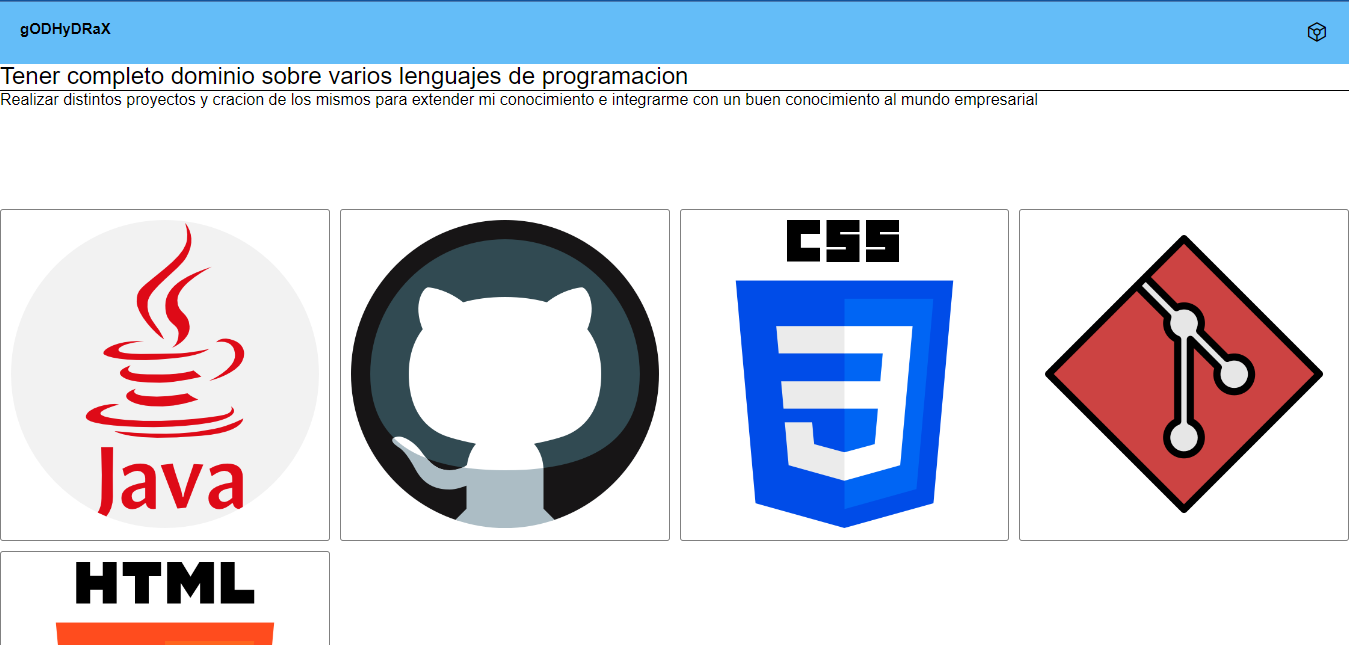 gODHyDRaX
Tener completo dominio sobre varios lenguajes de programacion
Realizar distintos proyectos y cracion de los mismos para extender mi conocimiento e integrarme con un buen conocimiento al mundo empresarial
Java
CSS
HTML